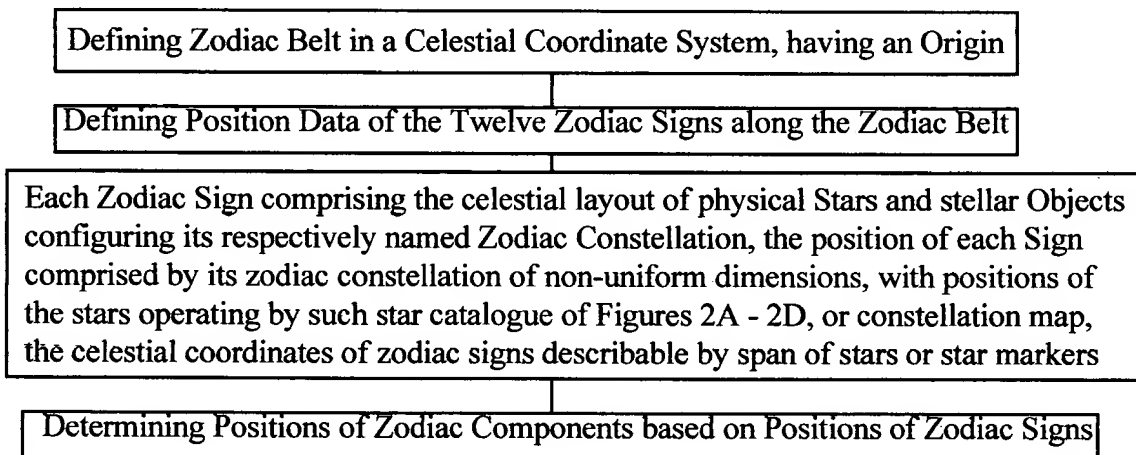 Defining Zodiac Belt in a Celestial Coordinate System, having an Origin
Defining Position Data of the Twelve Zodiac Signs along the Zodiac Belt
Each Zodiac Sign comprising the celestial layout of physical Stars and stellar Objects
configuring its respectively named Zodiac Constellation, the position of each Sign
comprised by its zodiac constellation of non-uniform dimensions, with positions of
the stars operating by such star catalogue of Figures 2A - 2D, or constellation map,
the celestial coordinates of zodiac signs describable by span of stars or star markers
Determining Positions of Zodiac Components based on Positions of Zodiac Signs